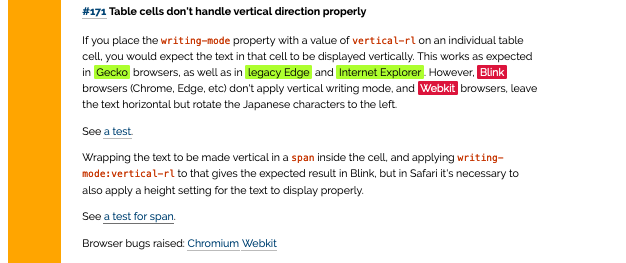 #171 Table cells don't handle vertical direction properly
If you place the writing-mode property with a value of vertical-rl on an individual table
cell, you would expect the text in that cell to be displayed vertically. This works as expected
in Gecko browsers, as well as in legacy Edge and Internet Explorer. However, Blink
browsers (Chrome, Edge, etc) don't apply vertical writing mode, and Webkit browsers, leave
the text horizontal but rotate the Japanese characters to the left.
See a test.
Wrapping the text to be made vertical in a span inside the cell, and applying writing-
mode:vertical-rl to that gives the expected result in Blink, but in Safari it's necessary to
also apply a height setting for the text to display properly.
See a test for span.
Browser bugs raised: Chromium Webkit